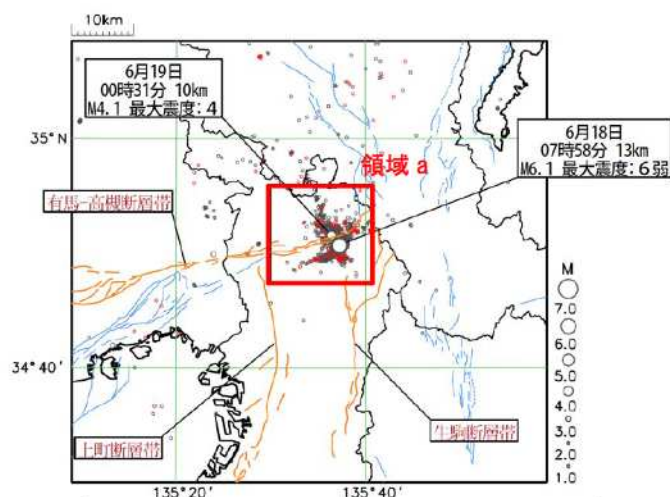 10km
6月19日
00時31分 10km
M4.1 最大震度：4
6月18日
07時58分 13km
M6.1 最大震度：6弱
35°N
領域 a
有馬-高槻断層帯
M
7.0
6.0
5.0
4.0
3.0
2.0
1.0
34°40'
上町断層帯
生駒断層帯
135°20'
135°40'